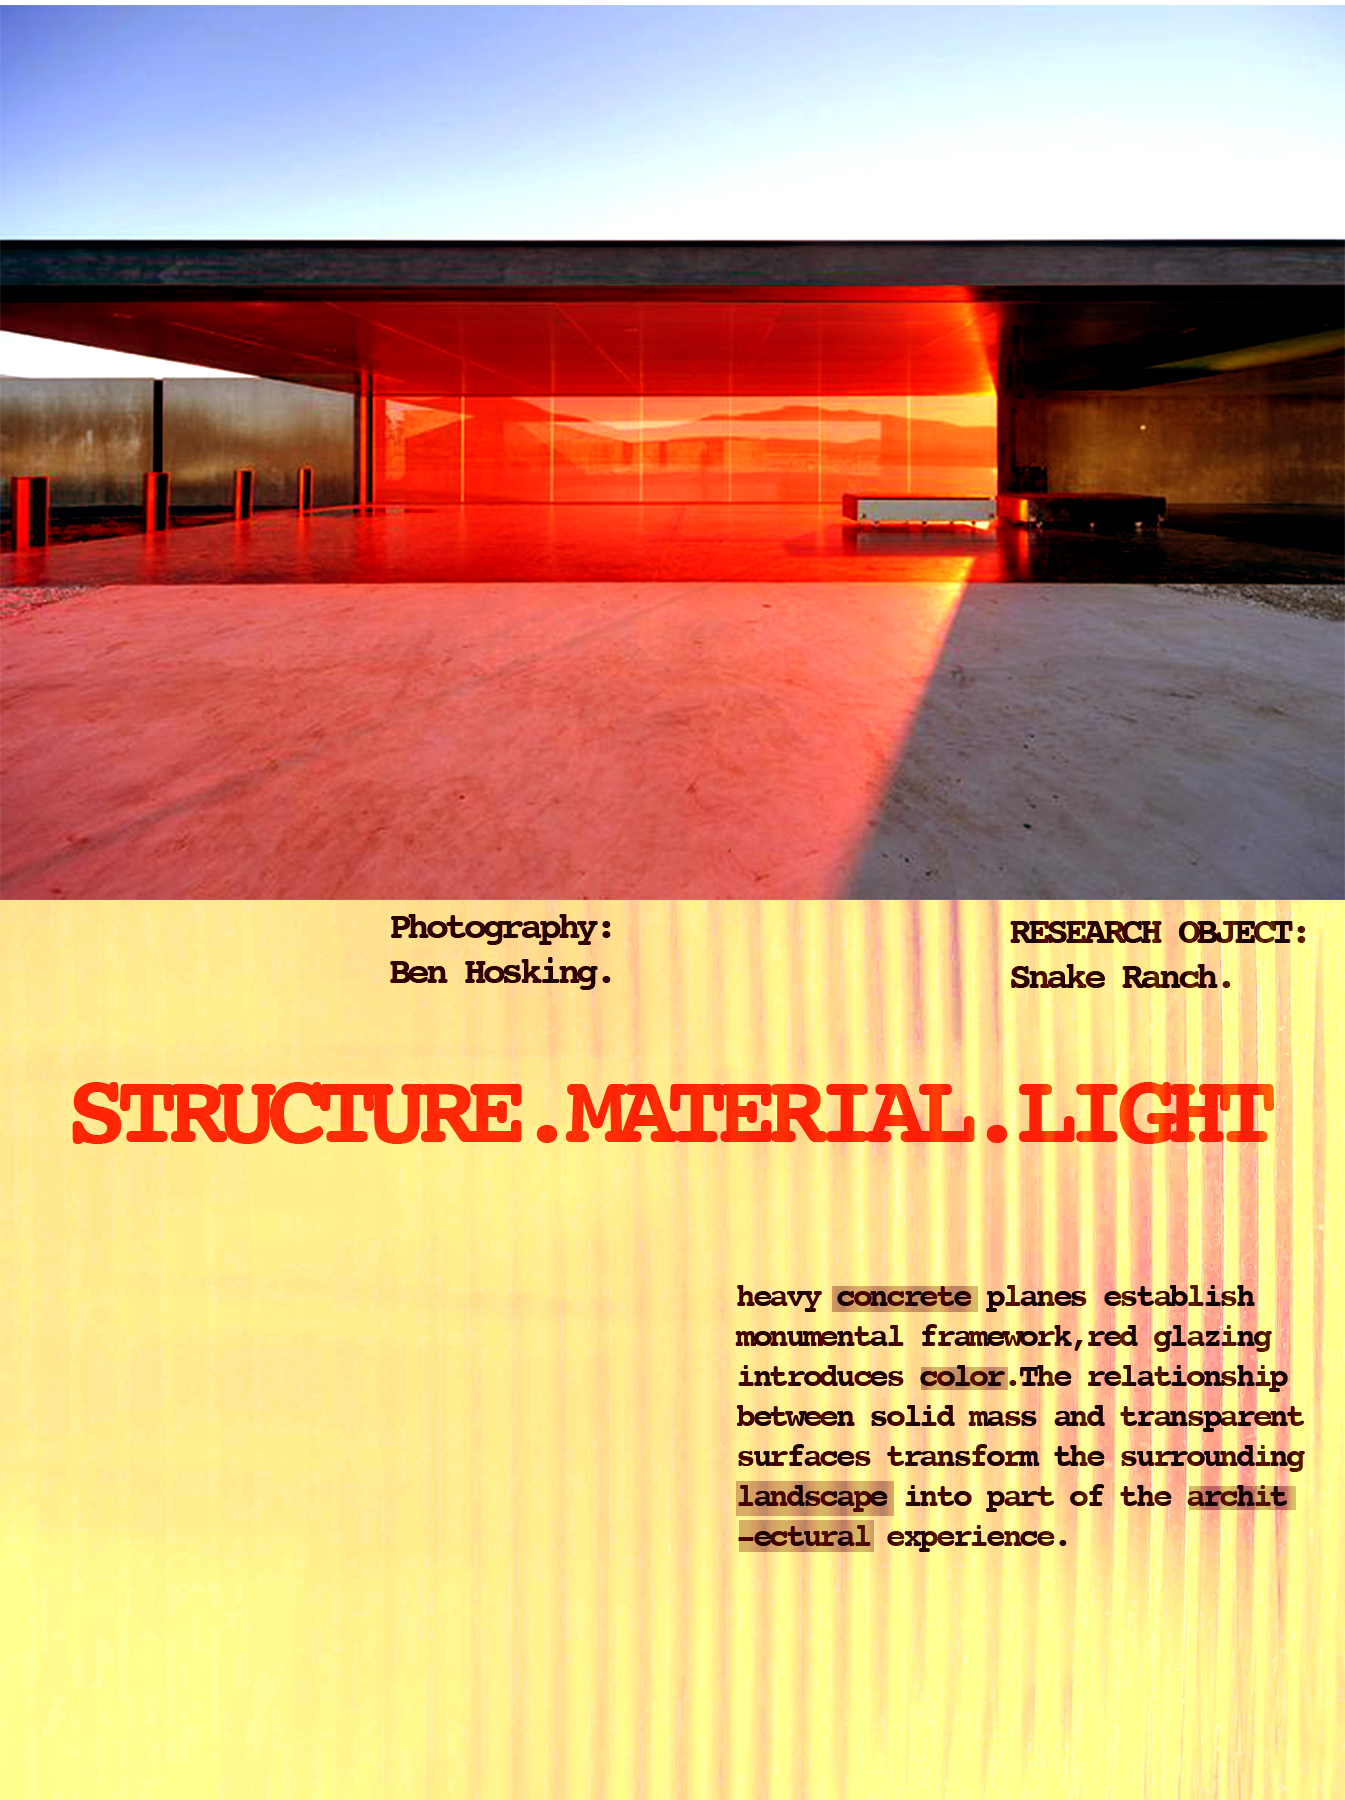 Photography:
Ben Hosking.
RESEARCH OBJECT:
Snake Ranch.
STRUCTURE.MATERIAL.LIGHT
heavy concrete planes establish
monumental framework,red glazing
introduces color.The relationship
between solid mass and transparent
surfaces transform the surrounding
landscape into part of the archit
-ectural experience.